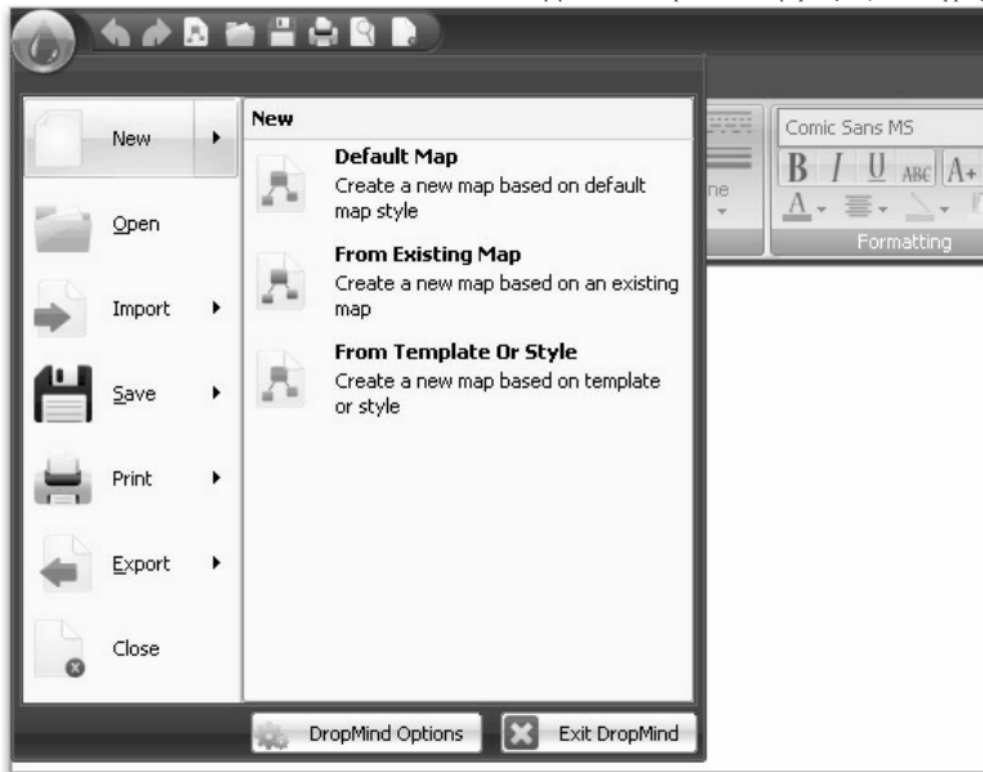 New
Open
Import
Save
Print
Export
Close
New
Default Map
Create a new map based on default
map style
From Existing Map
Create a new map based on an existing
map
From Template Or Style
Create a new map based on template
or style
DropMind Options
Exit DropMind
ne
Comic Sans MS
B I U ABC A+
A
Formatting